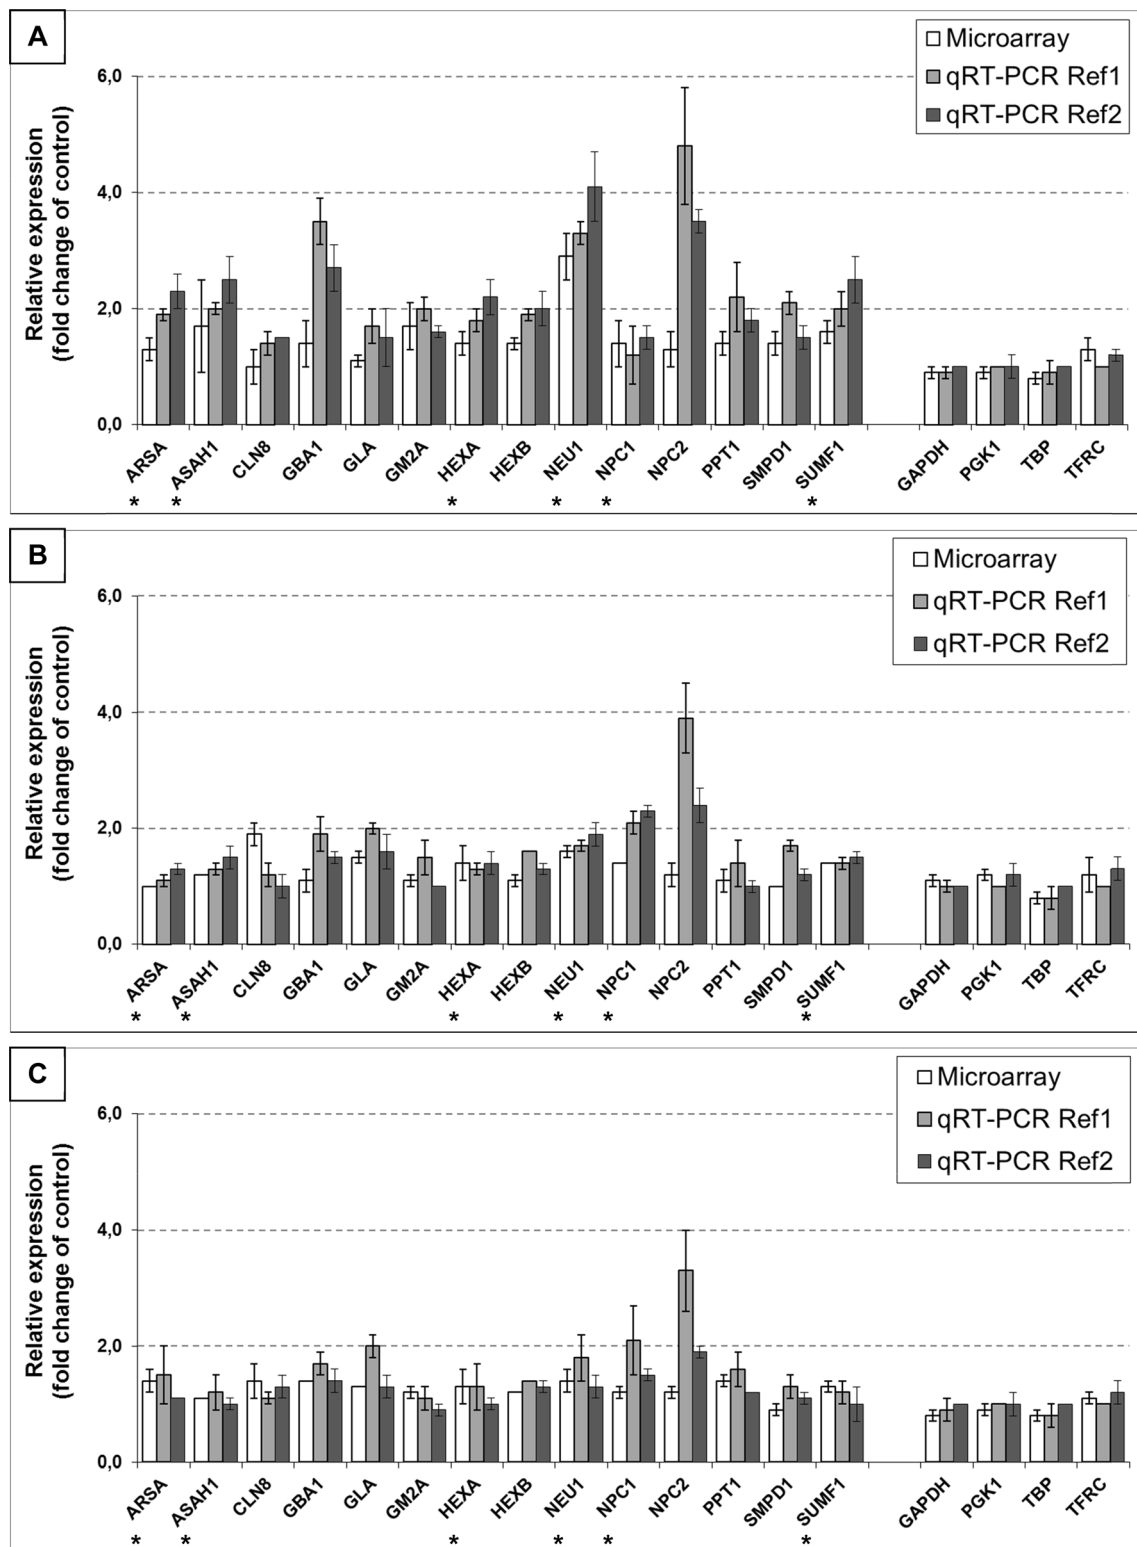 A
Microarray
qRT-PCR Ref1
qRT-PCR Ref2
Relative expression
(fold change of control)
6,0
4,0
2,0
0,0
ARSA ASAH1 CLN8 GBA1 GLA GM2A HEXA HEXB NEU1 NPC1 NPC2 PPT1 SMPD1 SUMF1 GAPDH PGK1 TBP TFRC
* * * * * *
B
Microarray
qRT-PCR Ref1
qRT-PCR Ref2
Relative expression
(fold change of control)
6,0
4,0
2,0
0,0
ARSA ASAH1 CLN8 GBA1 GLA GM2A HEXA HEXB NEU1 NPC1 NPC2 PPT1 SMPD1 SUMF1 GAPDH PGK1 TBP TFRC
* * * * * *
C
Microarray
qRT-PCR Ref1
qRT-PCR Ref2
Relative expression
(fold change of control)
6,0
4,0
2,0
0,0
ARSA ASAH1 CLN8 GBA1 GLA GM2A HEXA HEXB NEU1 NPC1 NPC2 PPT1 SMPD1 SUMF1 GAPDH PGK1 TBP TFRC
* * * * * *